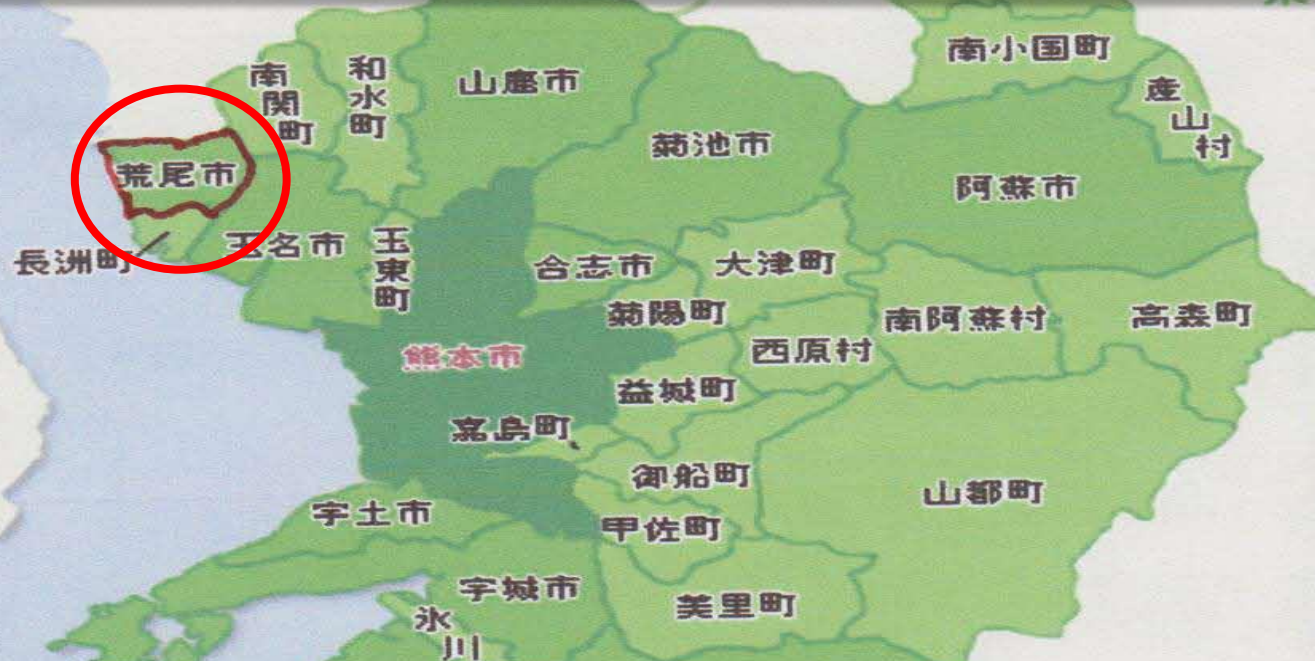 南小国町
産山村
和水町
南関町
山鹿市
菊池市
荒尾市
阿蘇市
長洲町
玉名市
玉東町
合志市
大津町
菊陽町
南阿蘇村
高森町
熊本市
西原村
益城町
嘉島町
御船町
山都町
宇土市
甲佐町
宇城市
美里町
氷川